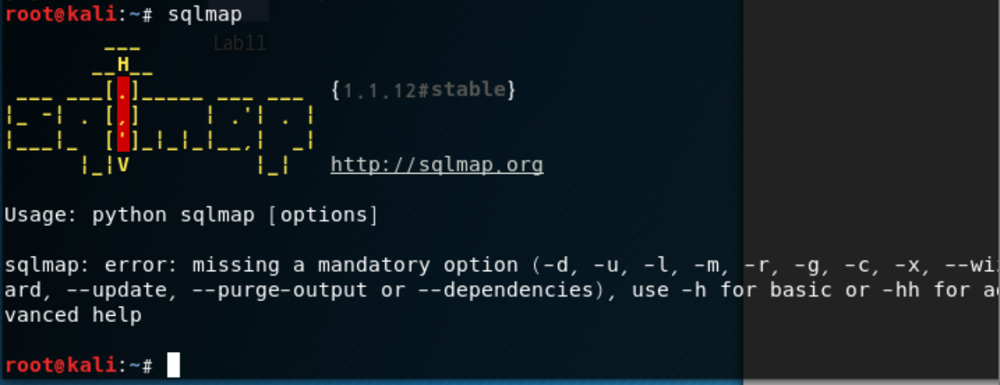 root@kali:~# sqlmap
Lab11
        ___
       __H__
 ___ ___[.]_____ ___ ___  {1.1.12#stable}
|_ -| . [,]     | .'| . |
|___|_  [']_|_|_|__,|  _|
      |_|V          |_|   http://sqlmap.org
Usage: python sqlmap [options]
sqlmap: error: missing a mandatory option (-d, -u, -l, -m, -r, -g, -c, -x, --wi
ard, --update, --purge-output or --dependencies), use -h for basic or -hh for a
vanced help
root@kali:~#